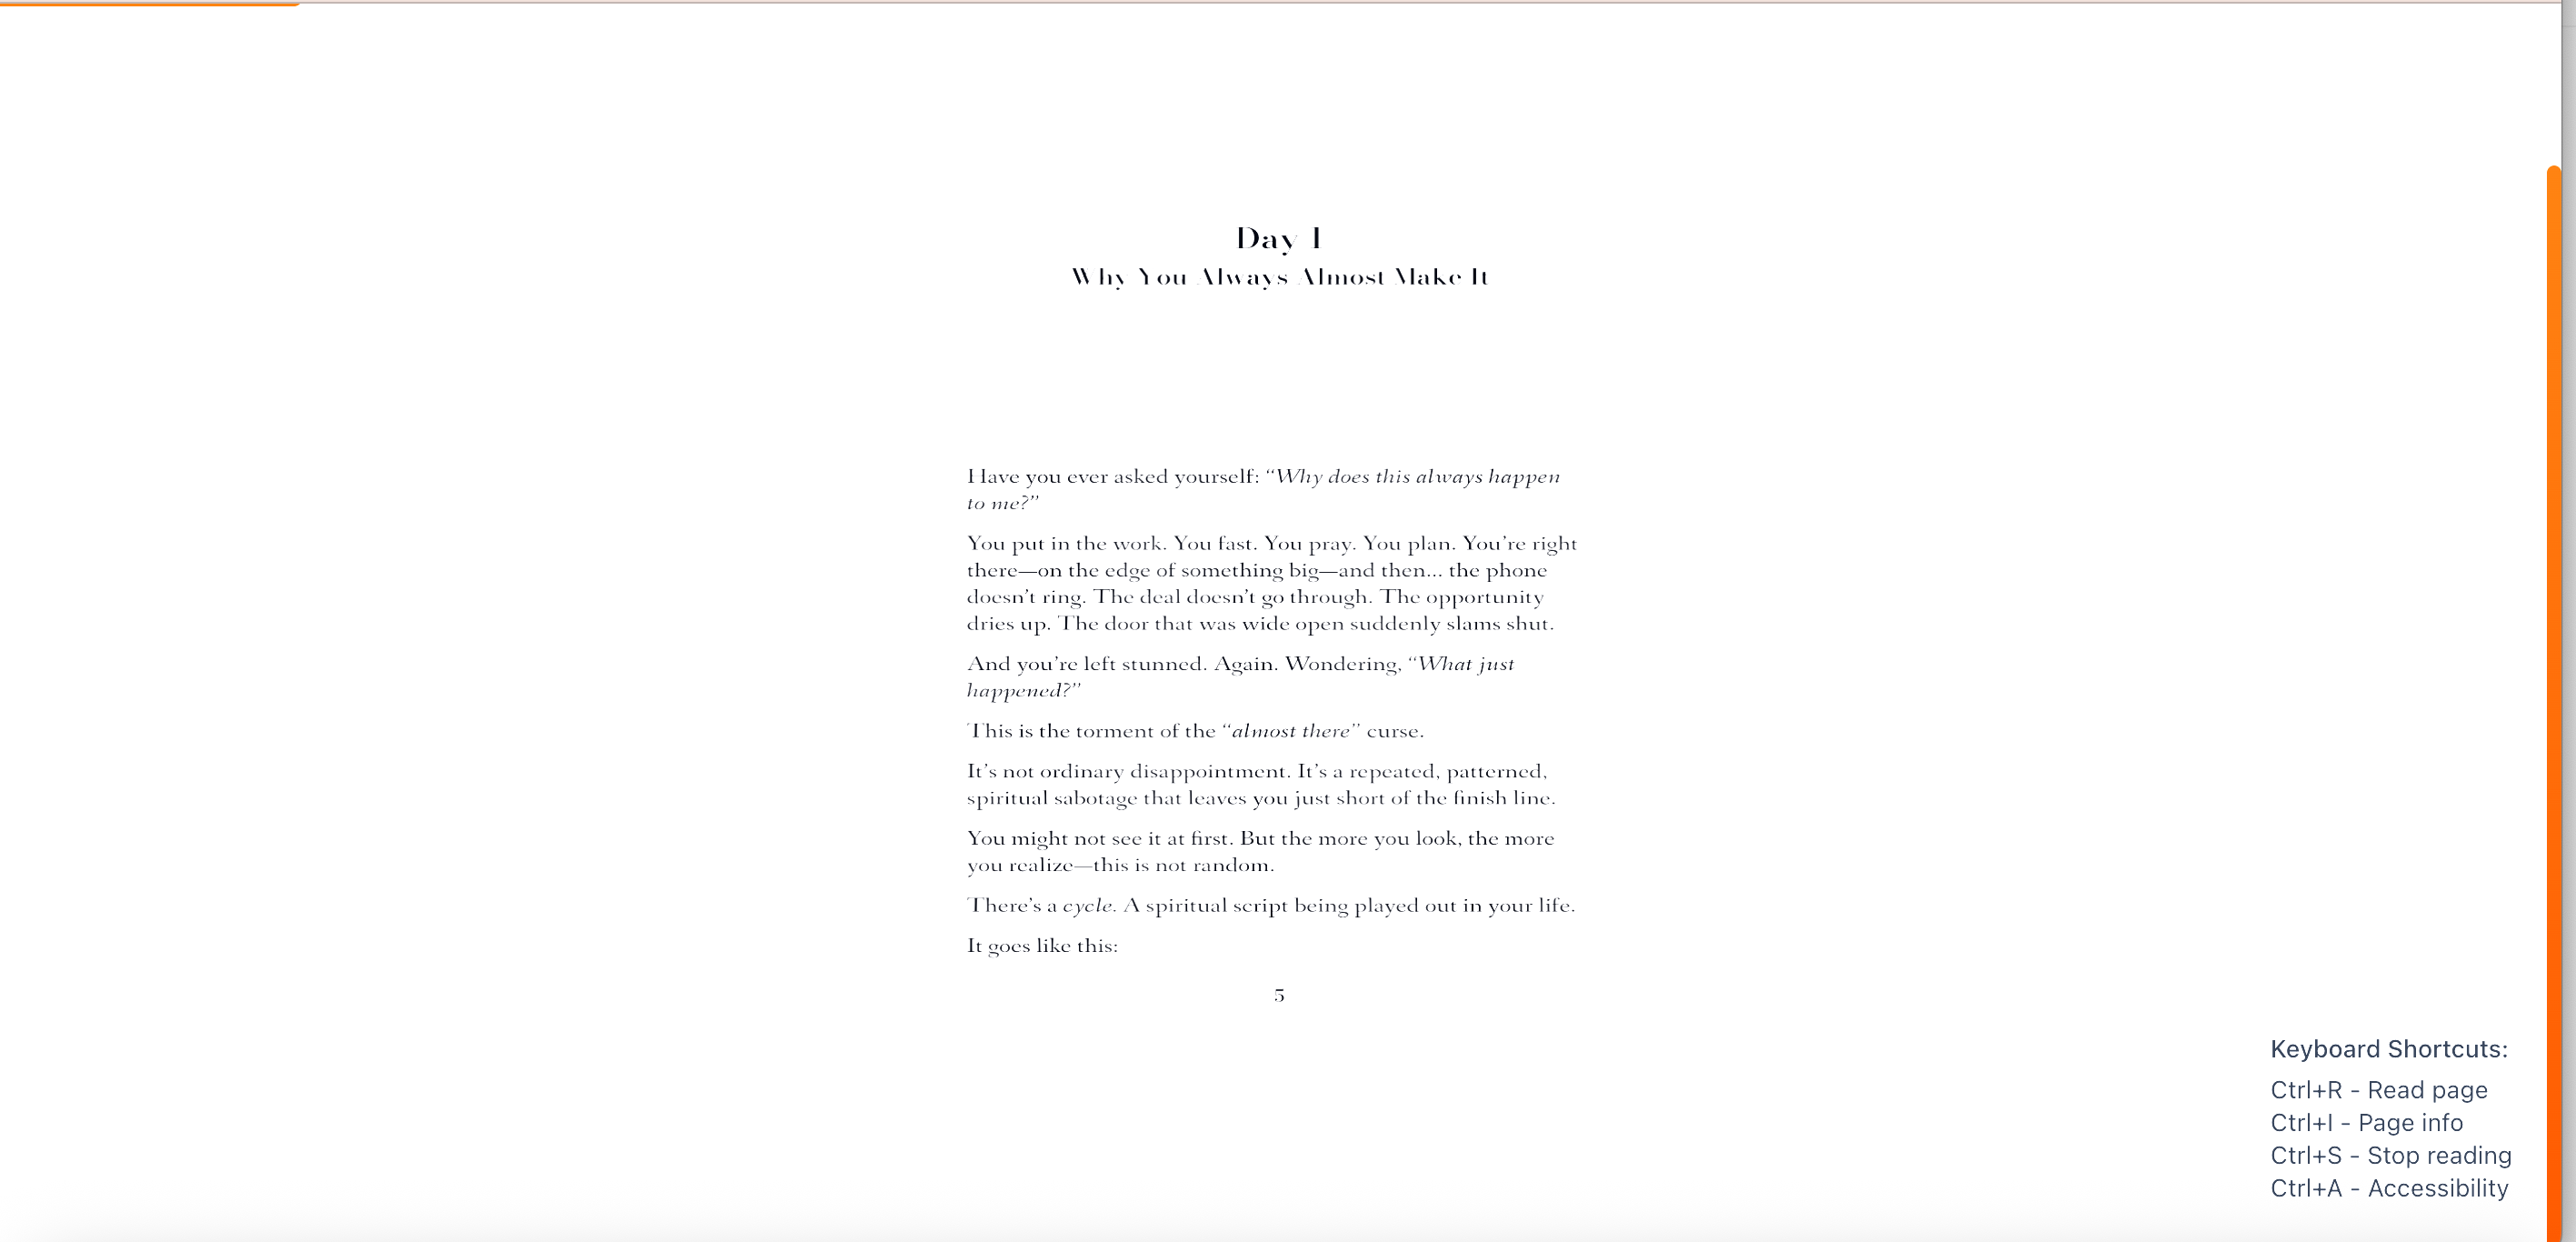 Day 1
Why You Always Almost Make It
Have you ever asked yourself: “Why does this always happen
to me?”
You put in the work. You fast. You pray. You plan. You’re right
there—on the edge of something big—and then... the phone
doesn’t ring. The deal doesn’t go through. The opportunity
dries up. The door that was wide open suddenly slams shut.
And you’re left stunned. Again. Wondering, “What just
happened?”
This is the torment of the “almost there” curse.
It’s not ordinary disappointment. It’s a repeated, patterned,
spiritual sabotage that leaves you just short of the finish line.
You might not see it at first. But the more you look, the more
you realize—this is not random.
There’s a cycle. A spiritual script being played out in your life.
It goes like this:
5
Keyboard Shortcuts:
Ctrl+R - Read page
Ctrl+I - Page info
Ctrl+S - Stop reading
Ctrl+A - Accessibility